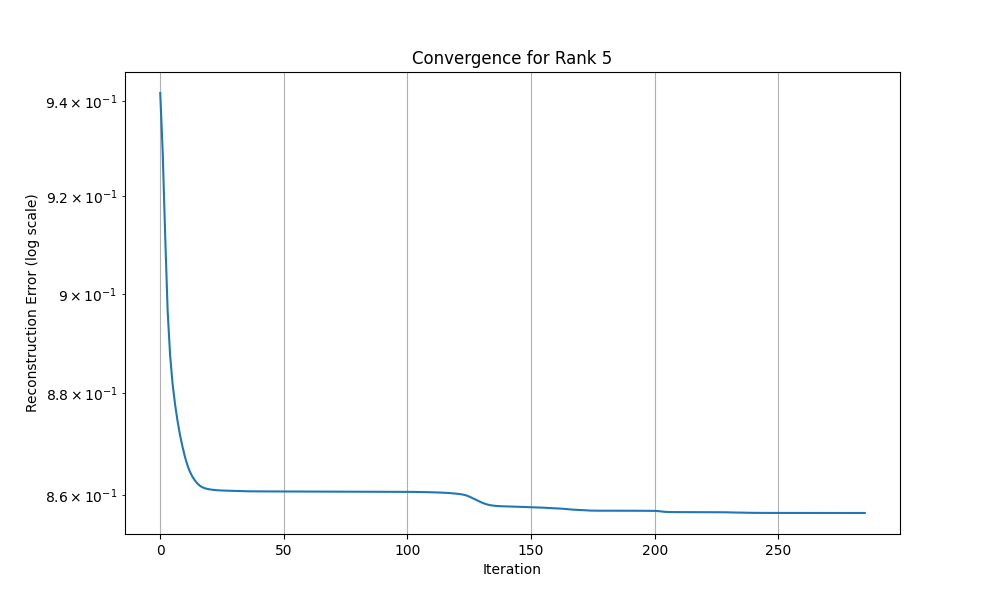 Convergence for Rank 5
Reconstruction Error (log scale)
9.4 × 10⁻¹
9.2 × 10⁻¹
9 × 10⁻¹
8.8 × 10⁻¹
8.6 × 10⁻¹
0 50 100 150 200 250
Iteration